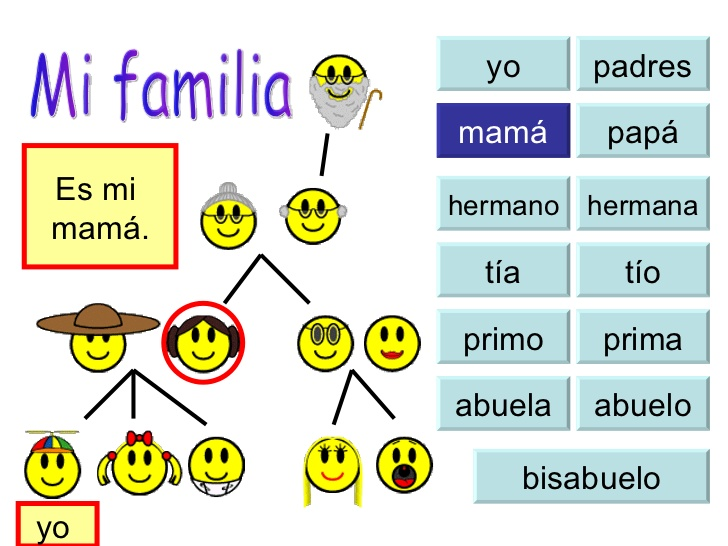 Mi familia
Es mi
mamá.
yo
yo
padres
mamá
papá
hermano
hermana
tía
tío
primo
prima
abuela
abuelo
bisabuelo